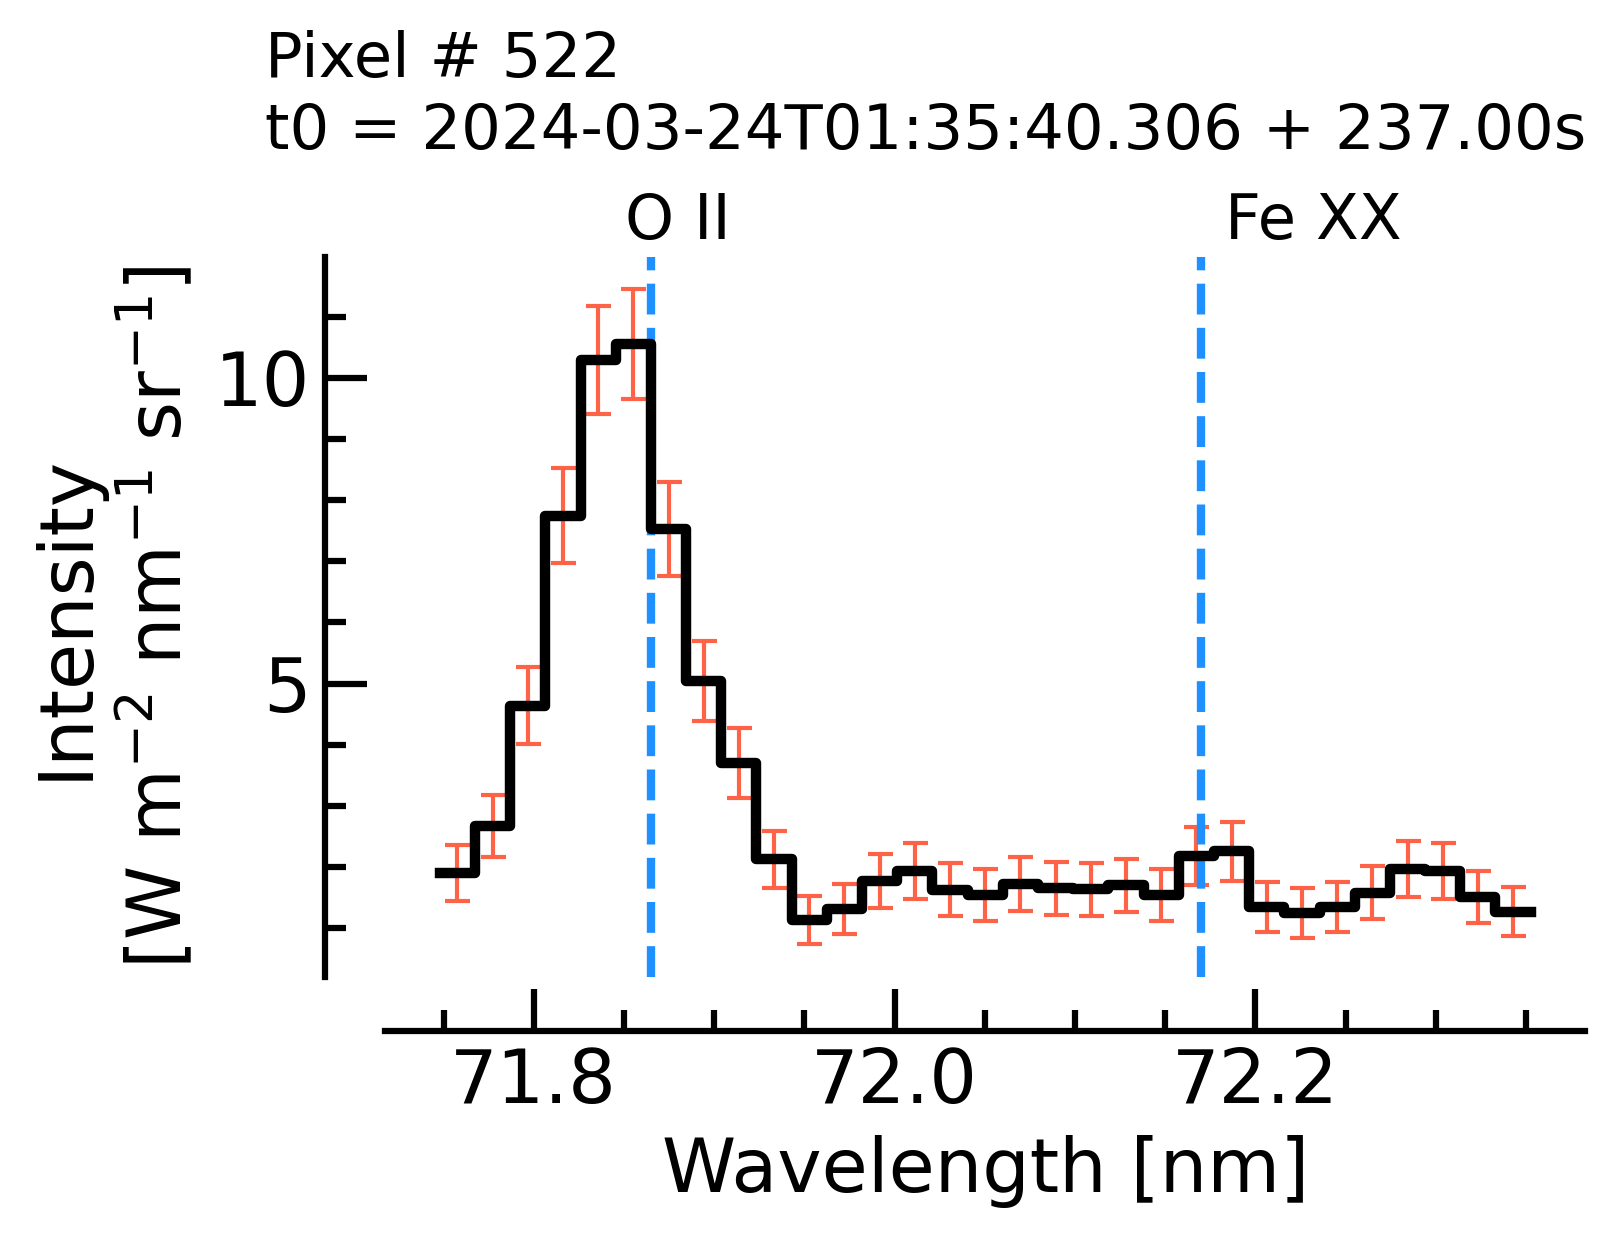 Pixel # 522
t0 = 2024-03-24T01:35:40.306 + 237.00s
O II
Fe XX
10
5
Intensity
[W m⁻² nm⁻¹ sr⁻¹]
71.8
72.0
72.2
Wavelength [nm]